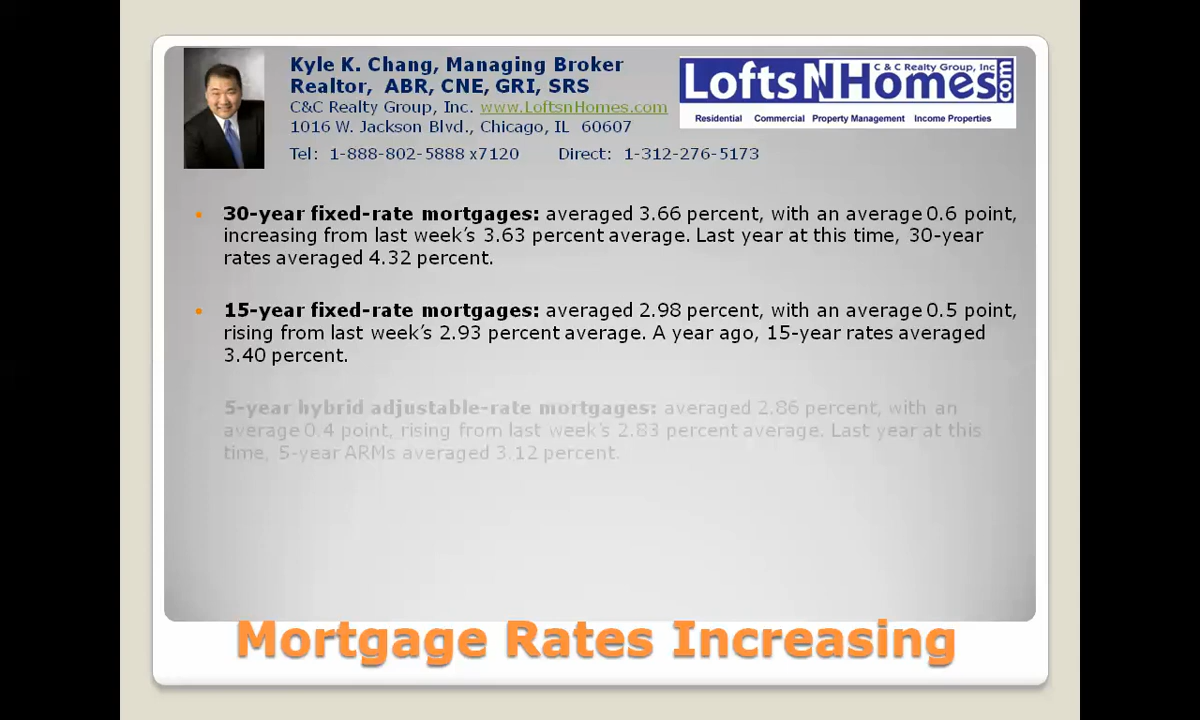 Kyle K. Chang, Managing Broker
Realtor, ABR, CNE, GRI, SRS
C&C Realty Group, Inc. www.LoftsnHomes.com
1016 W. Jackson Blvd., Chicago, IL 60607
Tel: 1-888-802-5888 x7120 Direct: 1-312-276-5173
C & C Realty Group, Inc
LoftsNHomes.com
Residential Commercial Property Management Income Properties
30-year fixed-rate mortgages: averaged 3.66 percent, with an average 0.6 point,
increasing from last week’s 3.63 percent average. Last year at this time, 30-year
rates averaged 4.32 percent.
15-year fixed-rate mortgages: averaged 2.98 percent, with an average 0.5 point,
rising from last week’s 2.93 percent average. A year ago, 15-year rates averaged
3.40 percent.
5-year hybrid adjustable-rate mortgages: averaged 2.86 percent, with an
average 0.4 point, rising from last week’s 2.83 percent average. Last year at this
time, 5-year ARMs averaged 3.12 percent.
Mortgage Rates Increasing